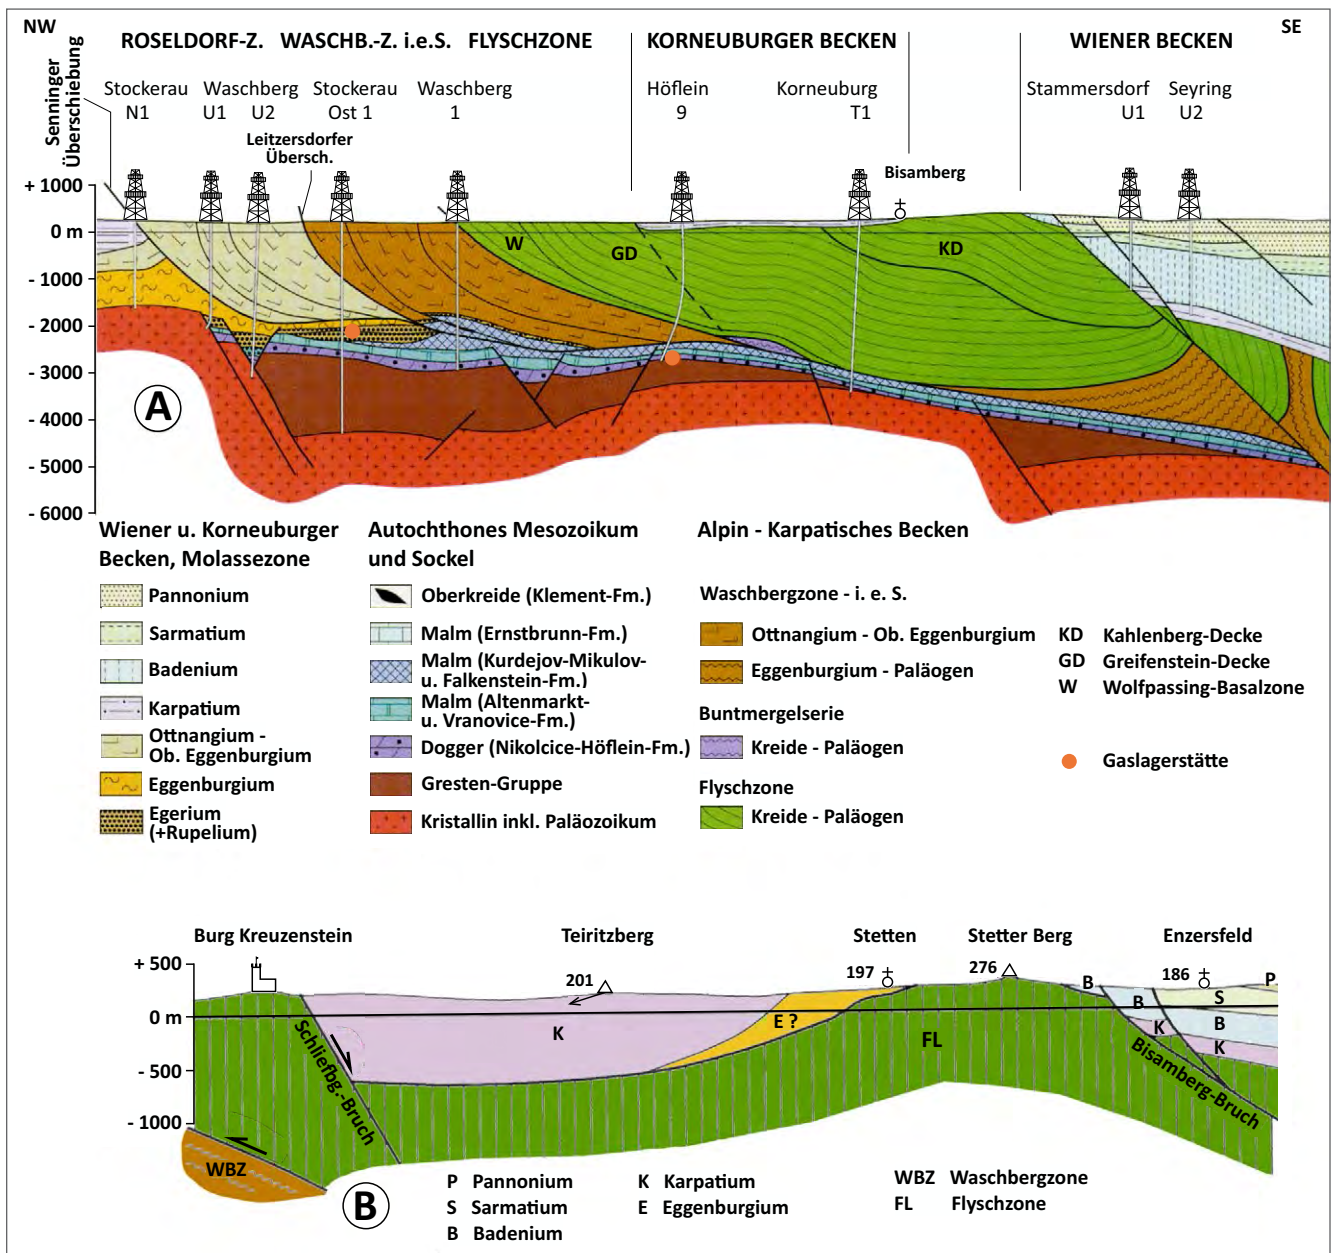 NW
SE
ROSELDORF-Z. WASCHB.-Z. i.e.S. FLYSCHZONE
KORNEUBURGER BECKEN
WIENER BECKEN
Senninger
Überschiebung
Stockerau
N1
Waschberg
U1 U2
Stockerau
Ost 1
Waschberg
1
Höflein
9
Korneuburg
T1
Stammersdorf
U1
Seyring
U2
Leitzersdorfer
Übersch.
Bisamberg
+ 1000
0 m
- 1000
- 2000
- 3000
- 4000
- 5000
- 6000
W
GD
KD
A
Wiener u. Korneuburger
Becken, Molassezone
Pannonium
Sarmatium
Badenium
Karpatium
Ottnangium -
Ob. Eggenburgium
Eggenburgium
Egerium
(+Rupelium)
Autochthones Mesozoikum
und Sockel
Oberkreide (Klement-Fm.)
Malm (Ernstbrunn-Fm.)
Malm (Kurdejov-Mikulov-
u. Falkenstein-Fm.)
Malm (Altenmarkt-
u. Vranovice-Fm.)
Dogger (Nikolcice-Höflein-Fm.)
Gresten-Gruppe
Kristallin inkl. Paläozoikum
Alpin - Karpatisches Becken
Waschbergzone - i. e. S.
Ottnangium - Ob. Eggenburgium
Eggenburgium - Paläogen
Buntmergelserie
Kreide - Paläogen
Flyschzone
Kreide - Paläogen
KD Kahlenberg-Decke
GD Greifenstein-Decke
W Wolfpassing-Basalzone
Gaslagerstätte
Burg Kreuzenstein
Teiritzberg
Stetten
Stetter Berg
Enzersfeld
+ 500
0 m
- 500
- 1000
201
197
276
186
P
B
S
B
E ?
K
K
B
K
FL
Schliefbg.-Bruch
Bisamberg-Bruch
WBZ
B
P Pannonium
S Sarmatium
B Badenium
K Karpatium
E Eggenburgium
WBZ Waschbergzone
FL Flyschzone